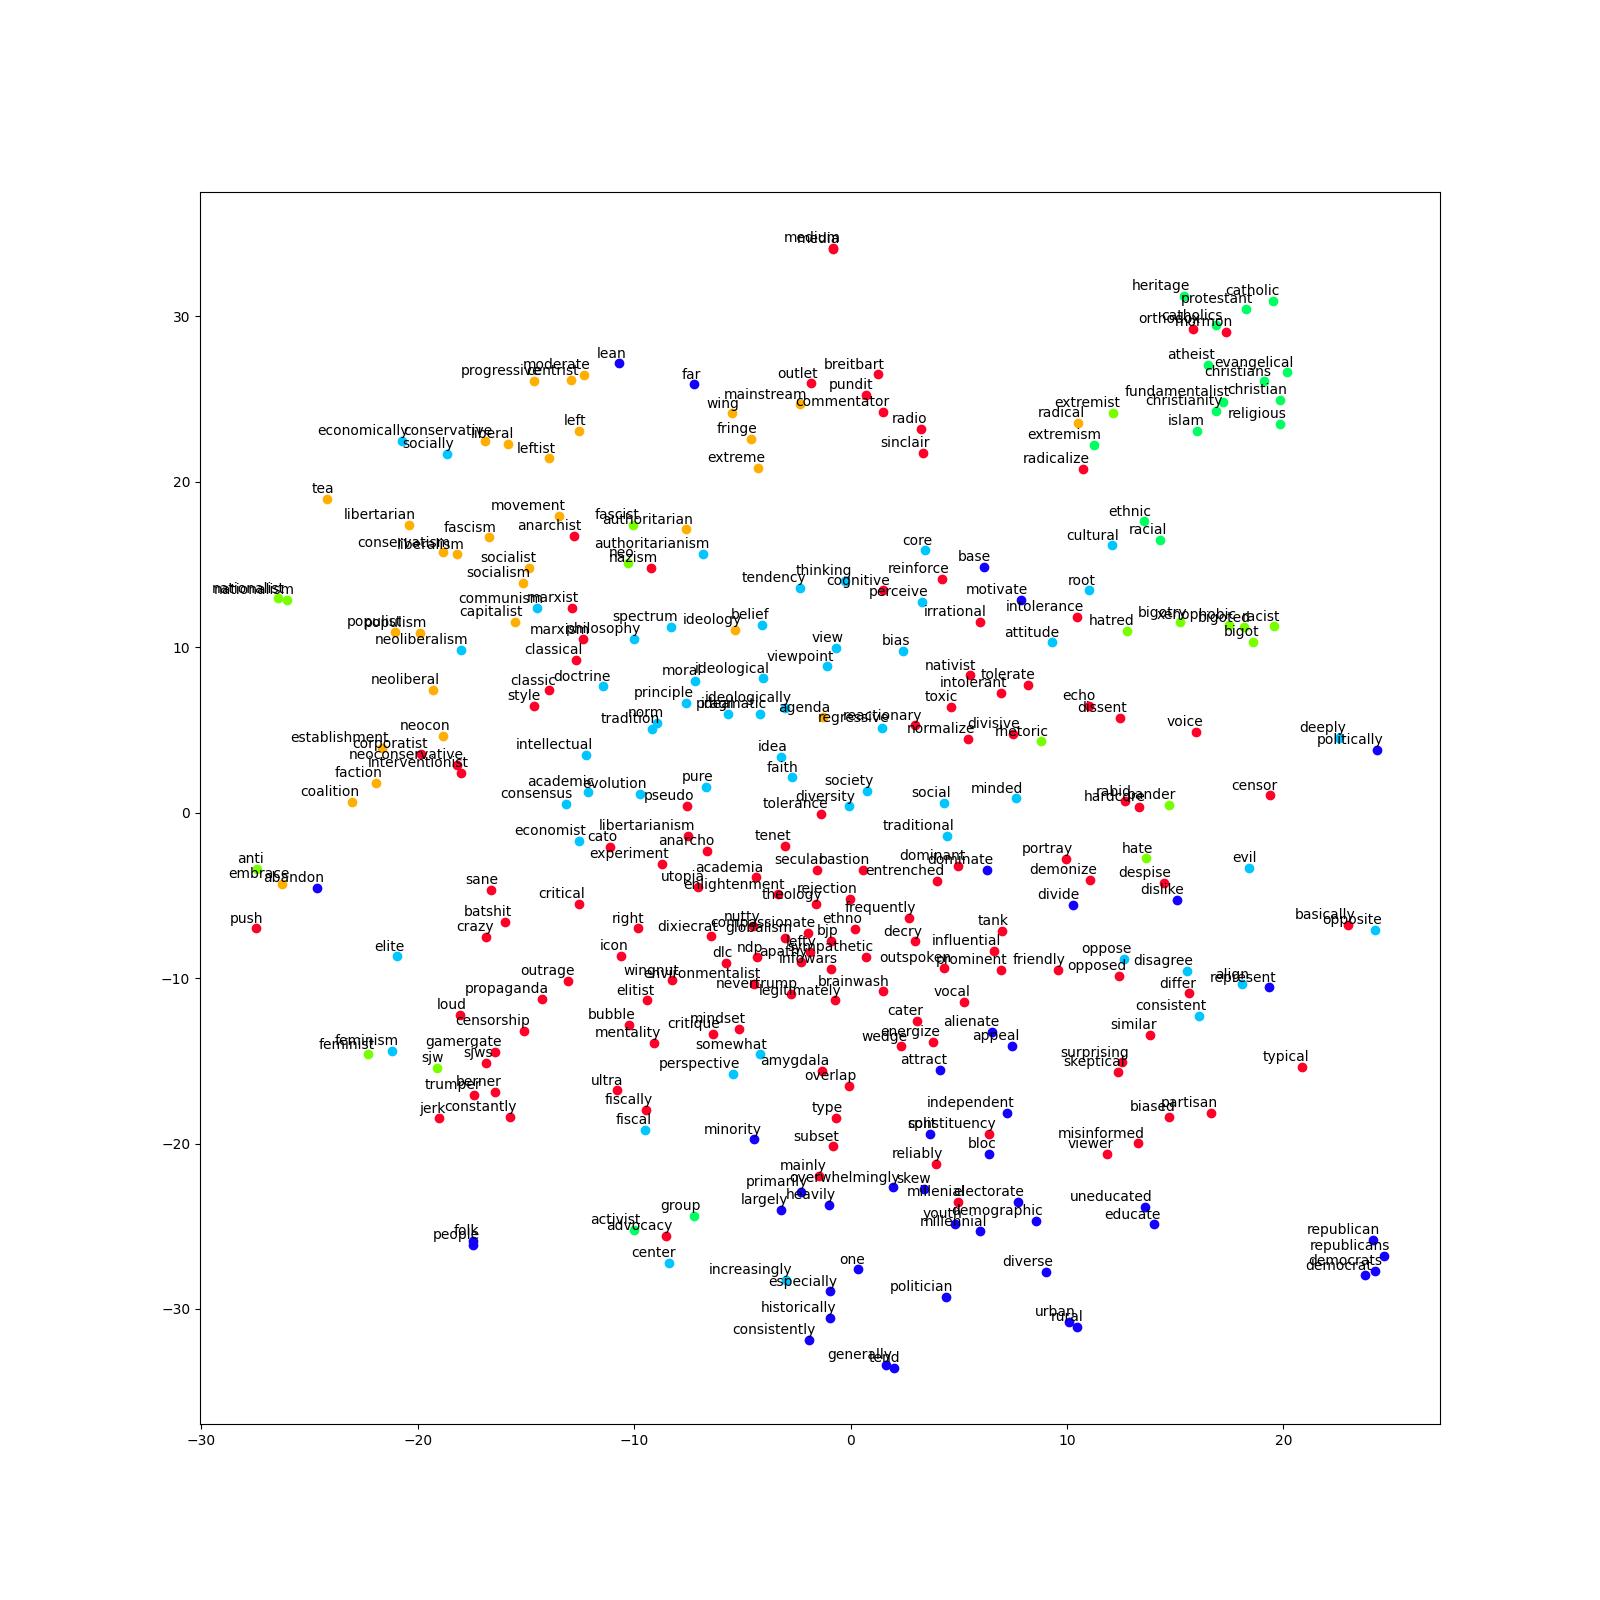 medium
media
heritage
catholic
protestant
catholics
orthodox
mormon
lean
atheist
moderate
evangelical
breitbart
progressive
centrist
christians
outlet
far
pundit
christian
fundamentalist
mainstream
commentator
christianity
extremist
wing
religious
radical
left
radio
islam
fringe
economically
conservative
liberal
extremism
socially
sinclair
leftist
extreme
radicalize
tea
movement
libertarian
fascist
authoritarian
ethnic
anarchist
fascism
racial
cultural
core
conservatism
liberalism
authoritarianism
neo
nazism
base
socialist
thinking
reinforce
socialism
tendency
cognitive
root
nationalist
nationalism
motivate
communism
marxist
perceive
intolerance
capitalist
irrational
bigotry
xenophobic
bigoted
racist
populist
populism
spectrum
ideology
belief
hatred
marxism
philosophy
attitude
bigot
neoliberalism
view
bias
classical
viewpoint
nativist
moral
ideological
tolerate
neoliberal
classic
doctrine
intolerant
style
principle
ideologically
pragmatic
toxic
echo
norm
agenda
tradition
regressive
reactionary
dissent
neocon
normalize
divisive
rhetoric
voice
deeply
politically
establishment
corporatist
intellectual
idea
neoconservative
interventionist
faction
faith
academic
evolution
pure
society
minded
coalition
consensus
pseudo
tolerance
diversity
social
rabid
hardcore
pander
censor
economist
cato
libertarianism
traditional
anarcho
tenet
experiment
secular
bastion
dominant
dominate
portray
hate
anti
embrace
abandon
academia
entrenched
demonize
despise
evil
sane
utopia
enlightenment
theology
rejection
dislike
critical
frequently
divide
push
batshit
right
nutty
compassionate
ethno
basically
opposite
crazy
dixiecrat
globalism
bjp
decry
tank
elite
icon
dlc
ndp
apathy
lefty
sympathetic
influential
oppose
infowars
outspoken
prominent
friendly
opposed
disagree
outrage
wingnut
environmentalist
align
represent
propaganda
elitist
nevertrump
legitimately
brainwash
differ
loud
vocal
consistent
censorship
bubble
mindset
cater
alienate
mentality
critique
energize
similar
feminist
feminism
gamergate
wedge
appeal
sjw
sjws
somewhat
perspective
amygdala
attract
surprising
skeptical
typical
trumper
berner
ultra
overlap
jerk
constantly
fiscally
type
independent
biased
partisan
fiscal
minority
split
constituency
misinformed
subset
bloc
viewer
mainly
reliably
primarily
overwhelmingly
skew
largely
heavily
millenial
electorate
uneducated
group
youth
millennial
demographic
educate
activist
advocacy
folk
people
republican
center
republicans
increasingly
one
diverse
democrats
democrat
especially
politician
historically
urban
rural
consistently
generally
tend
30
20
10
0
−10
−20
−30
−30 −20 −10 0 10 20